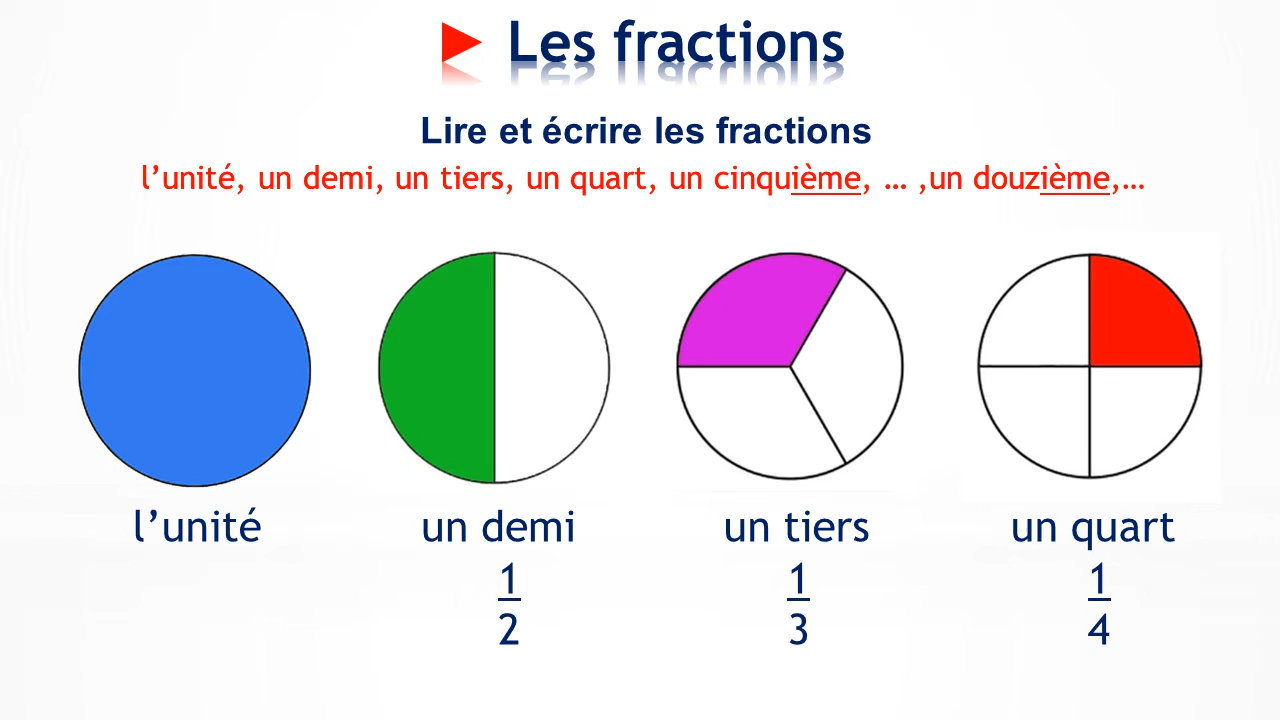 ► Les fractions
Lire et écrire les fractions
l’unité, un demi, un tiers, un quart, un cinquième, … ,un douzième,…
l’unité un demi un tiers un quart
1 1 1
2 3 4